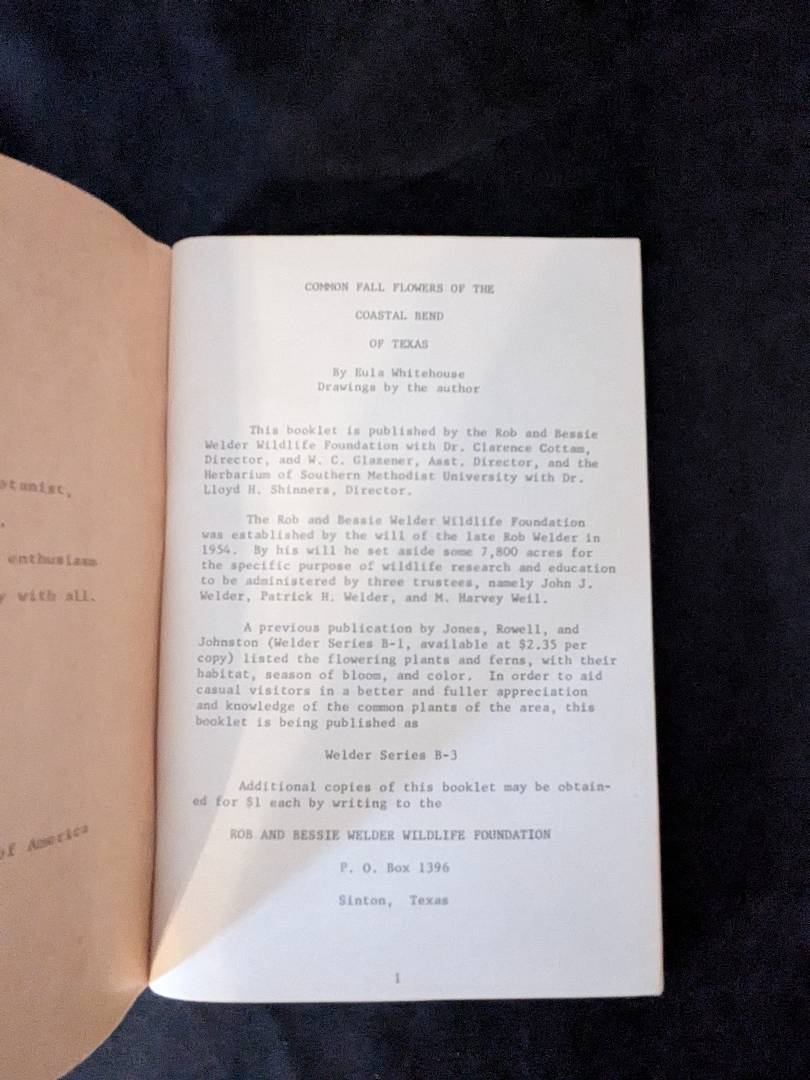 otanist,
enthusiasm
with all.
of America
COMMON FALL FLOWERS OF THE
COASTAL BEND
OF TEXAS
By Eula Whitehouse
Drawings by the author
This booklet is published by the Rob and Bessie
Welder Wildlife Foundation with Dr. Clarence Cottam,
Director, and W. C. Glazener, Asst. Director, and the
Herbarium of Southern Methodist University with Dr.
Lloyd H. Shinners, Director.
The Rob and Bessie Welder Wildlife Foundation
was established by the will of the late Rob Welder in
1954. By his will he set aside some 7,800 acres for
the specific purpose of wildlife research and education
to be administered by three trustees, namely John J.
Welder, Patrick H. Welder, and M. Harvey Weil.
A previous publication by Jones, Rowell, and
Johnston (Welder Series B-1, available at $2.35 per
copy) listed the flowering plants and ferns, with their
habitat, season of bloom, and color. In order to aid
casual visitors in a better and fuller appreciation
and knowledge of the common plants of the area, this
booklet is being published as
Welder Series B-3
Additional copies of this booklet may be obtain-
ed for $1 each by writing to the
ROB AND BESSIE WELDER WILDLIFE FOUNDATION
P. O. Box 1396
Sinton, Texas
1